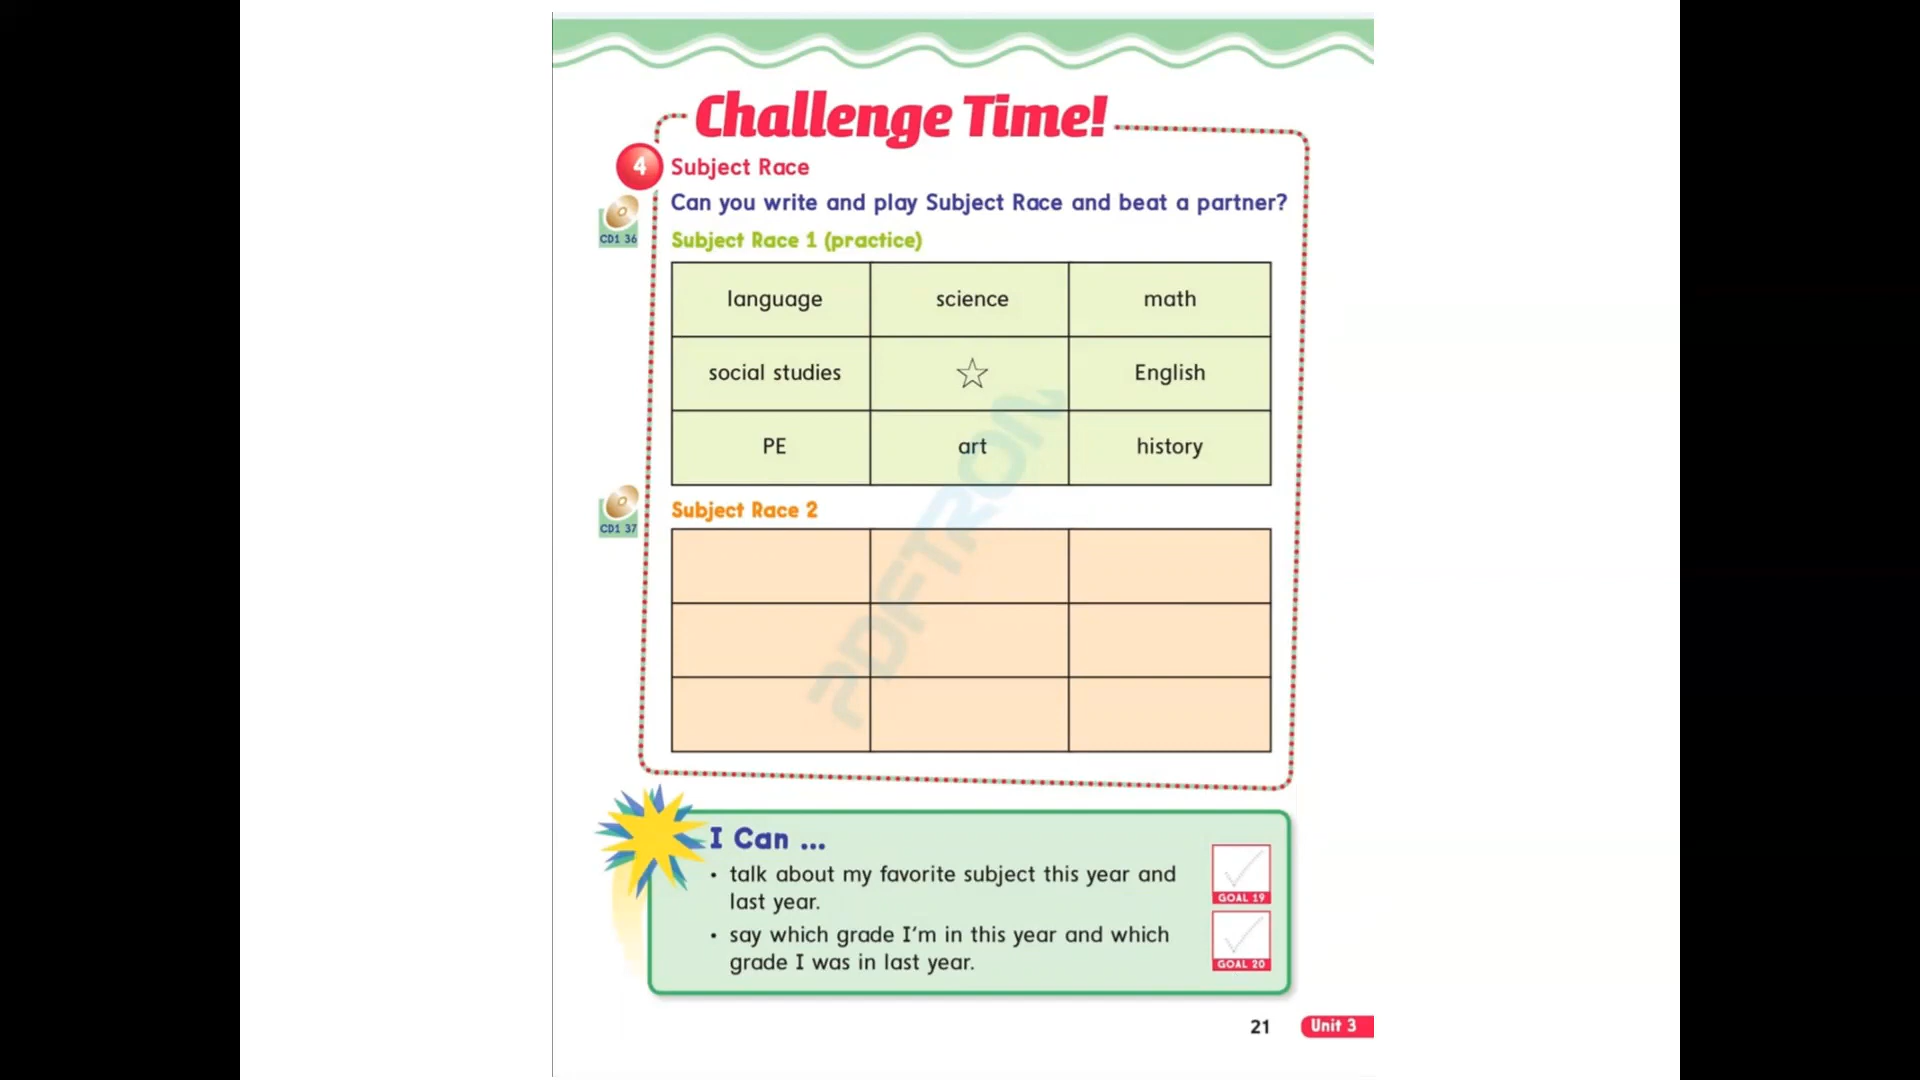 Challenge Time!
4 Subject Race
Can you write and play Subject Race and beat a partner?
CD1 36
Subject Race 1 (practice)
language science math
social studies English
PE art history
CD1 37
Subject Race 2
PDFTRON
I Can ...
• talk about my favorite subject this year and
last year.
GOAL 19
• say which grade I'm in this year and which
grade I was in last year.
GOAL 20
21 Unit 3